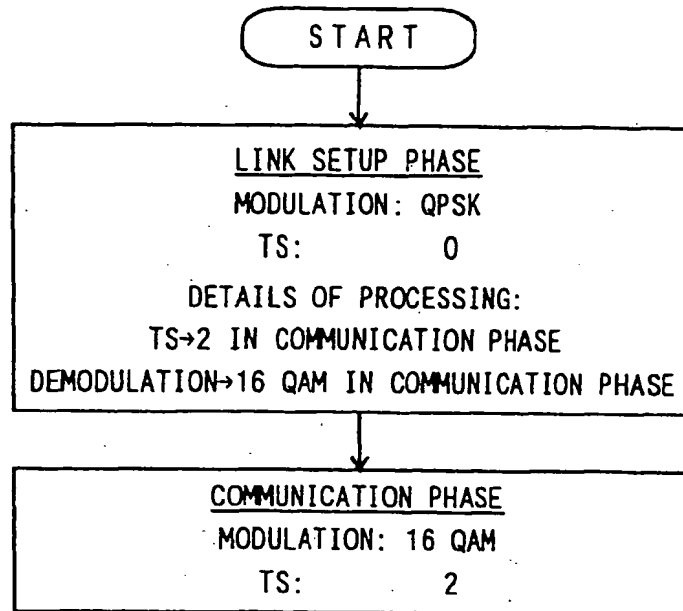 START
LINK SETUP PHASE
MODULATION: QPSK
TS: 0
DETAILS OF PROCESSING:
TS→2 IN COMMUNICATION PHASE
DEMODULATION→16 QAM IN COMMUNICATION PHASE
COMMUNICATION PHASE
MODULATION: 16 QAM
TS: 2